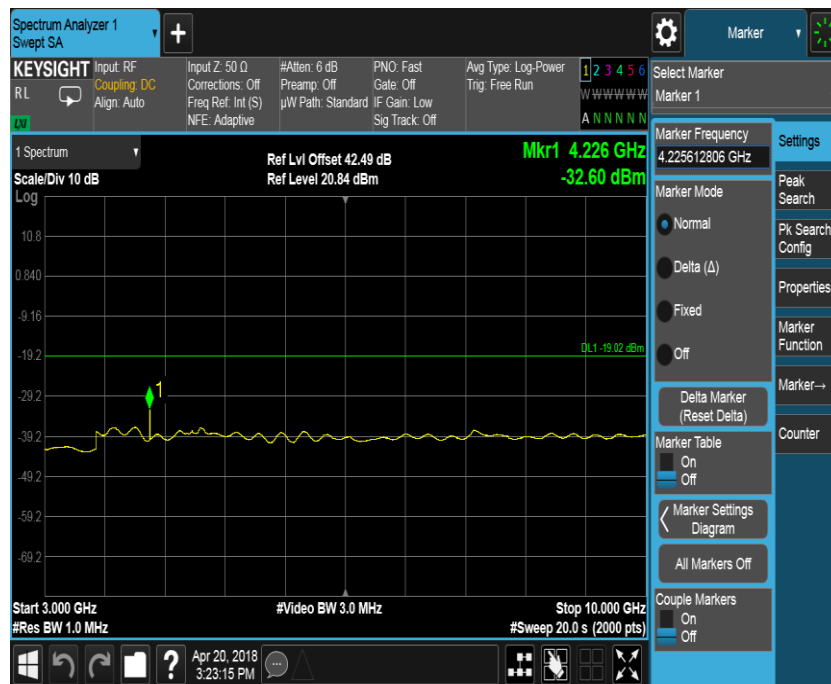 Spectrum Analyzer 1
Swept SA
Marker
KEYSIGHT
RL
LXI
Input: RF
Coupling: DC
Align: Auto
Input Z: 50 Ω
Corrections: Off
Freq Ref: Int (S)
NFE: Adaptive
#Atten: 6 dB
Preamp: Off
µW Path: Standard
PNO: Fast
Gate: Off
IF Gain: Low
Sig Track: Off
Avg Type: Log-Power
Trig: Free Run
1 2 3 4 5 6
W W W W W W
A N N N N N
Select Marker
Marker 1
1 Spectrum
Scale/Div 10 dB
Log
Ref Lvl Offset 42.49 dB
Ref Level 20.84 dBm
Mkr1 4.226 GHz
-32.60 dBm
10.8
0.840
-9.16
-19.2
-29.2
-39.2
-49.2
-59.2
-69.2
DL1 -19.02 dBm
1
Start 3.000 GHz
#Res BW 1.0 MHz
#Video BW 3.0 MHz
Stop 10.000 GHz
#Sweep 20.0 s (2000 pts)
Marker Frequency
4.225612806 GHz
Marker Mode
Normal
Delta (Δ)
Fixed
Off
Delta Marker
(Reset Delta)
Marker Table
On
Off
Marker Settings
Diagram
All Markers Off
Couple Markers
On
Off
Settings
Peak
Search
Pk Search
Config
Properties
Marker
Function
Marker→
Counter
?
Apr 20, 2018
3:23:15 PM